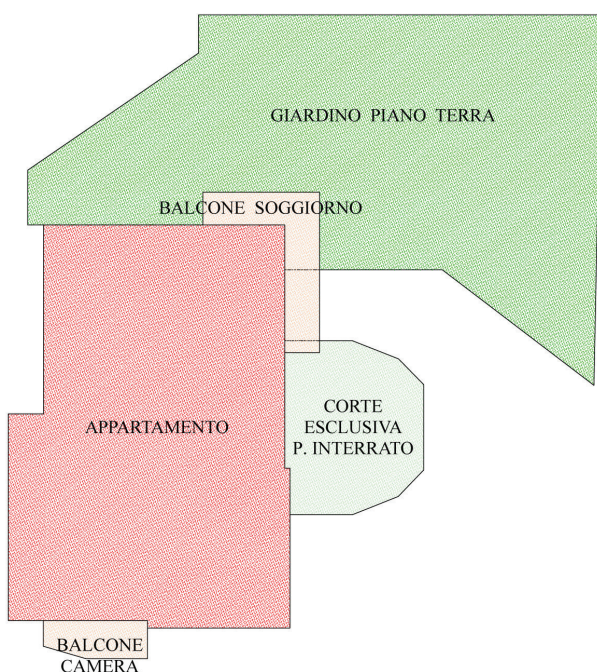 GIARDINO PIANO TERRA
BALCONE SOGGIORNO
APPARTAMENTO
CORTE
ESCLUSIVA
P. INTERRATO
BALCONE
CAMERA